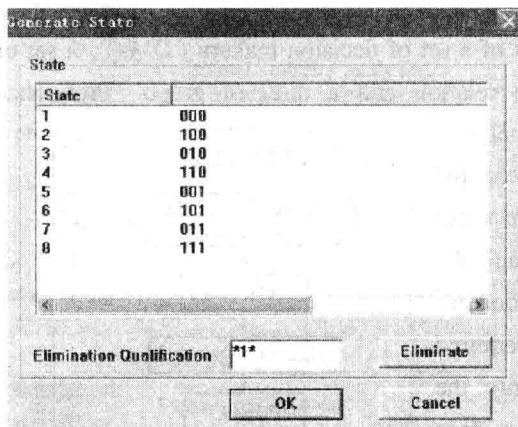 Generate State
State
State
1 000
2 100
3 010
4 110
5 001
6 101
7 011
8 111
Elimination Qualification *1* Eliminate
OK Cancel